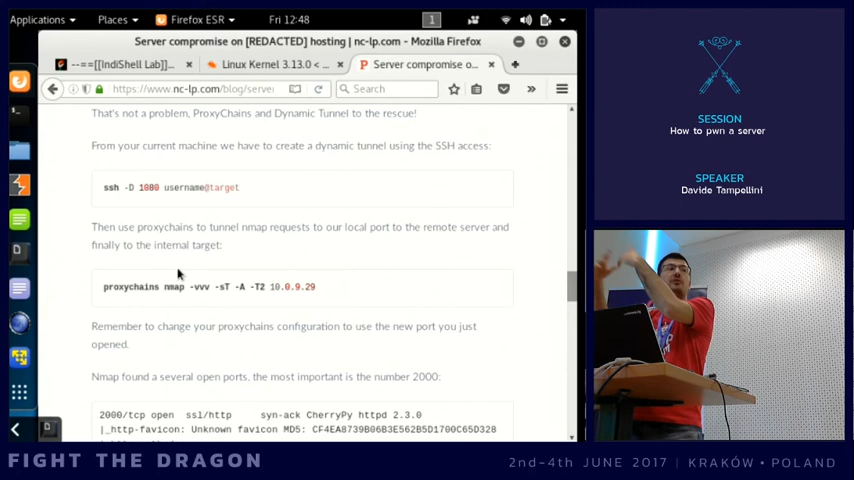 Applications
Places
Firefox ESR
Fri 12:48
1
Server compromise on [REDACTED] hosting | nc-lp.com - Mozilla Firefox
--==[[IndiShell Lab]...
Linux Kernel 3.13.0 <...
Server compromise o...
https://www.nc-lp.com/blog/server
Search
That's not a problem, ProxyChains and Dynamic Tunnel to the rescue!
From your current machine we have to create a dynamic tunnel using the SSH access:
ssh -D 1080 username@target
Then use proxychains to tunnel nmap requests to our local port to the remote server and
finally to the internal target:
proxychains nmap -vvv -sT -A -T2 10.0.9.29
Remember to change your proxychains configuration to use the new port you just
opened.
Nmap found a several open ports, the most important is the number 2000:
2000/tcp open ssl/http syn-ack CherryPy httpd 2.3.0
|_http-favicon: Unknown favicon MD5: CF4EA8739B06B3E562B5D1700C65D328
SESSION
How to pwn a server
SPEAKER
Davide Tampellini
FIGHT THE DRAGON
2nd-4th JUNE 2017 | KRAKÓW • POLAND